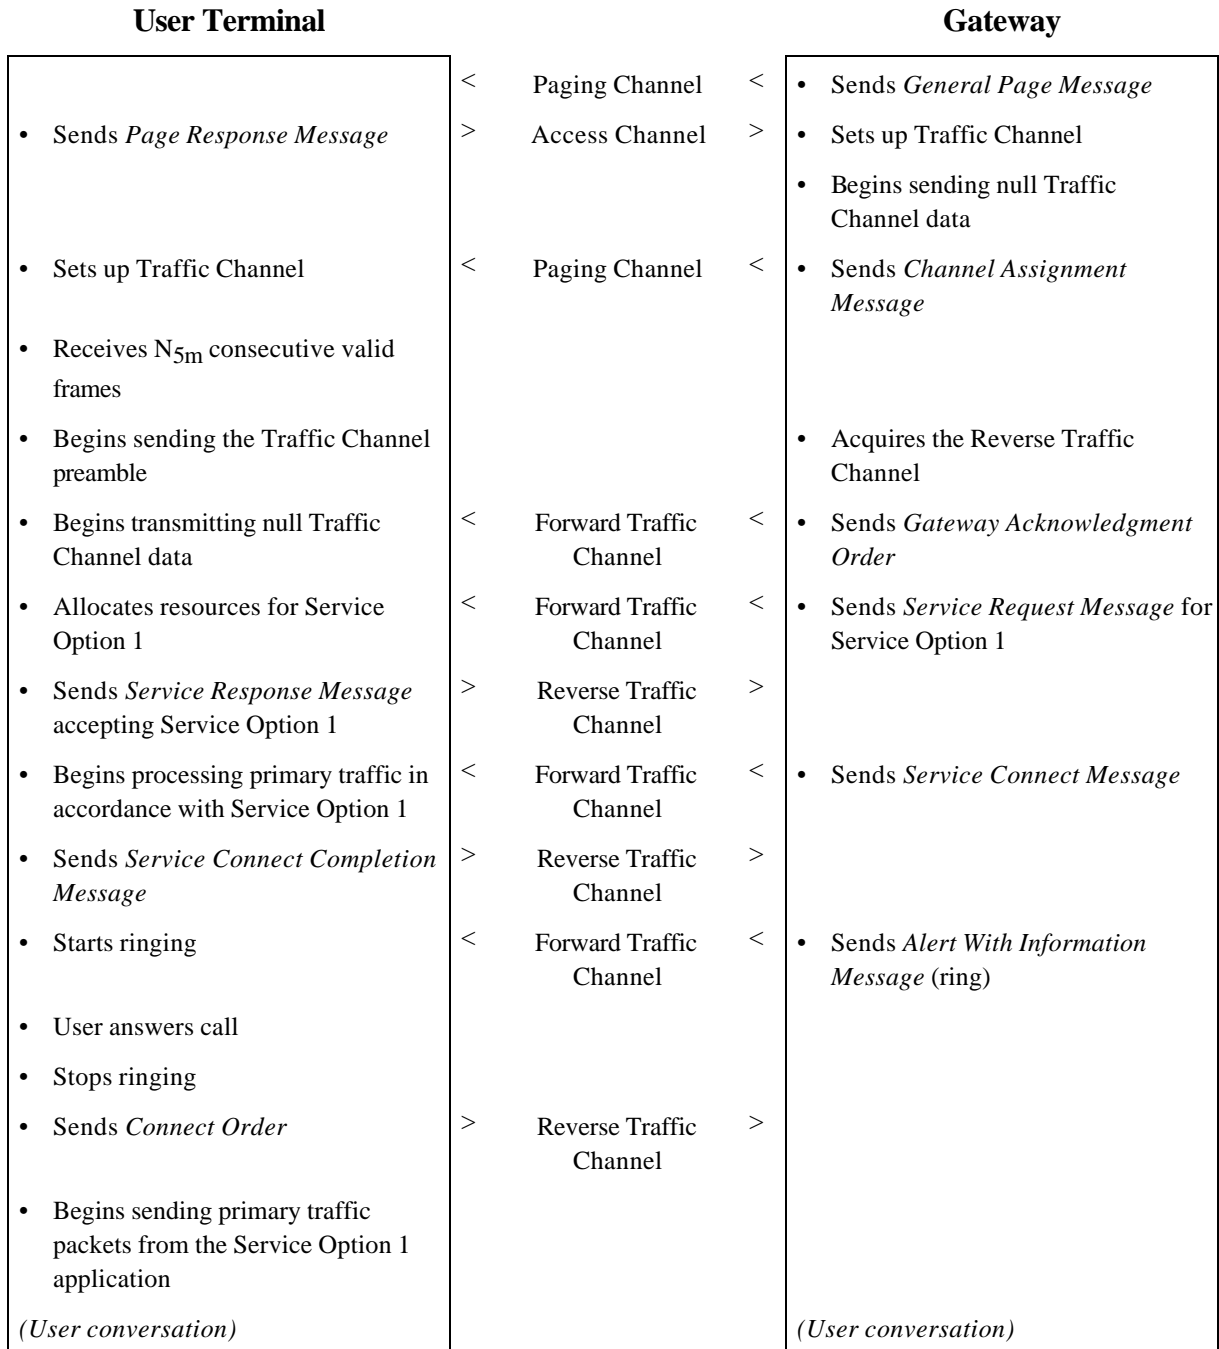 User Terminal Gateway
< Paging Channel < • Sends General Page Message
• Sends Page Response Message > Access Channel > • Sets up Traffic Channel
• Begins sending null Traffic
Channel data
• Sets up Traffic Channel < Paging Channel < • Sends Channel Assignment
Message
• Receives N5m consecutive valid
frames
• Begins sending the Traffic Channel • Acquires the Reverse Traffic
preamble Channel
• Begins transmitting null Traffic < Forward Traffic < • Sends Gateway Acknowledgment
Channel data Channel Order
• Allocates resources for Service < Forward Traffic < • Sends Service Request Message for
Option 1 Channel Service Option 1
• Sends Service Response Message > Reverse Traffic >
accepting Service Option 1 Channel
• Begins processing primary traffic in < Forward Traffic < • Sends Service Connect Message
accordance with Service Option 1 Channel
• Sends Service Connect Completion > Reverse Traffic >
Message Channel
• Starts ringing < Forward Traffic < • Sends Alert With Information
Channel Message (ring)
• User answers call
• Stops ringing
• Sends Connect Order > Reverse Traffic >
Channel
• Begins sending primary traffic
packets from the Service Option 1
application
(User conversation) (User conversation)